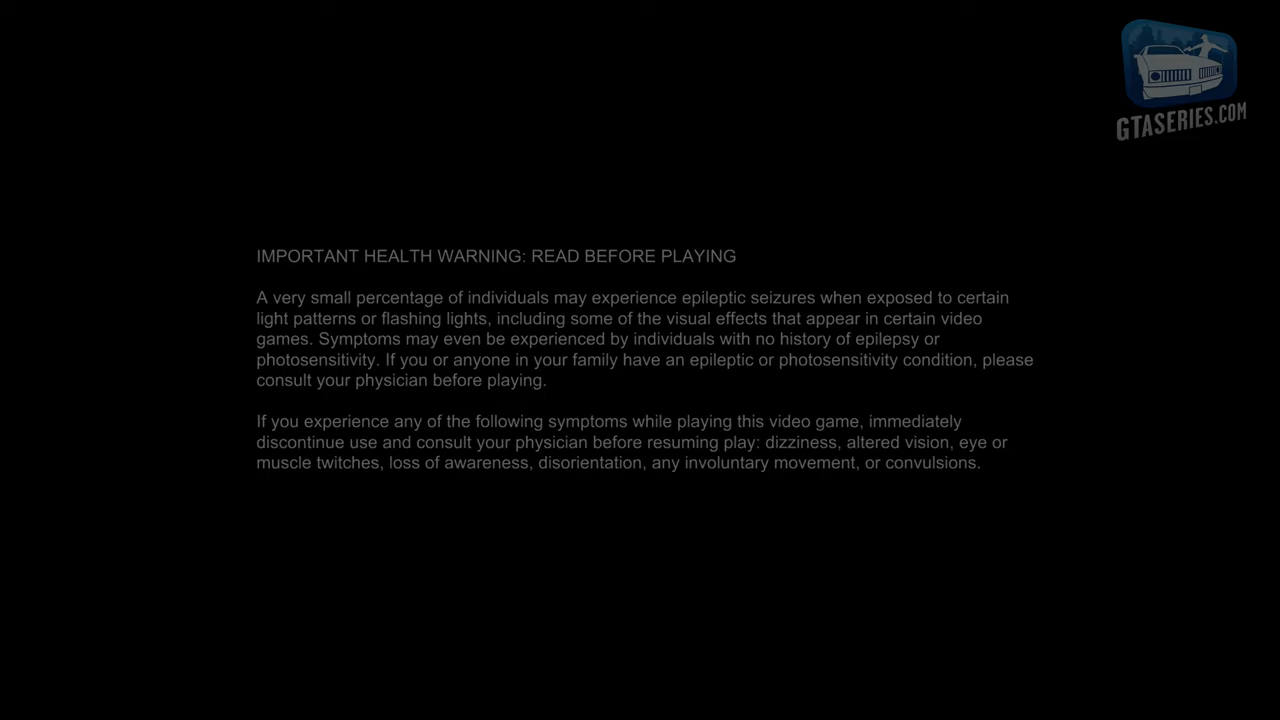 GTASERIES.COM
IMPORTANT HEALTH WARNING: READ BEFORE PLAYING
A very small percentage of individuals may experience epileptic seizures when exposed to certain
light patterns or flashing lights, including some of the visual effects that appear in certain video
games. Symptoms may even be experienced by individuals with no history of epilepsy or
photosensitivity. If you or anyone in your family have an epileptic or photosensitivity condition, please
consult your physician before playing.
If you experience any of the following symptoms while playing this video game, immediately
discontinue use and consult your physician before resuming play: dizziness, altered vision, eye or
muscle twitches, loss of awareness, disorientation, any involuntary movement, or convulsions.